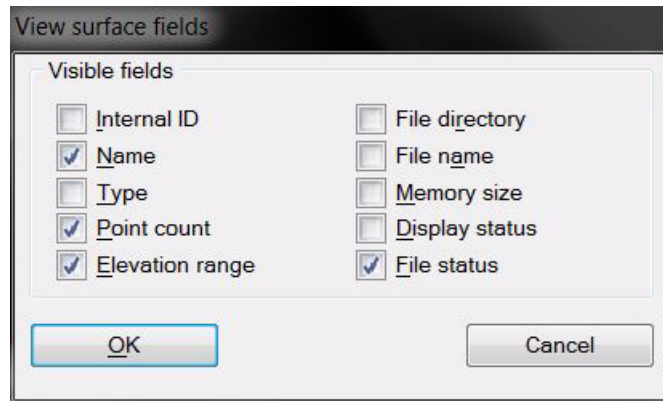 View surface fields
Visible fields
Internal ID
Name
Type
Point count
Elevation range
File directory
File name
Memory size
Display status
File status
OK
Cancel